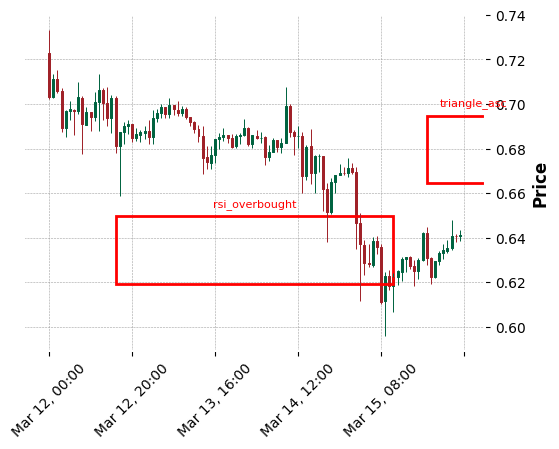 0.74
0.72
triangle_asc
0.70
0.68
0.66
rsi_overbought
0.64
0.62
0.60
Price
Mar 12, 00:00
Mar 12, 20:00
Mar 13, 16:00
Mar 14, 12:00
Mar 15, 08:00